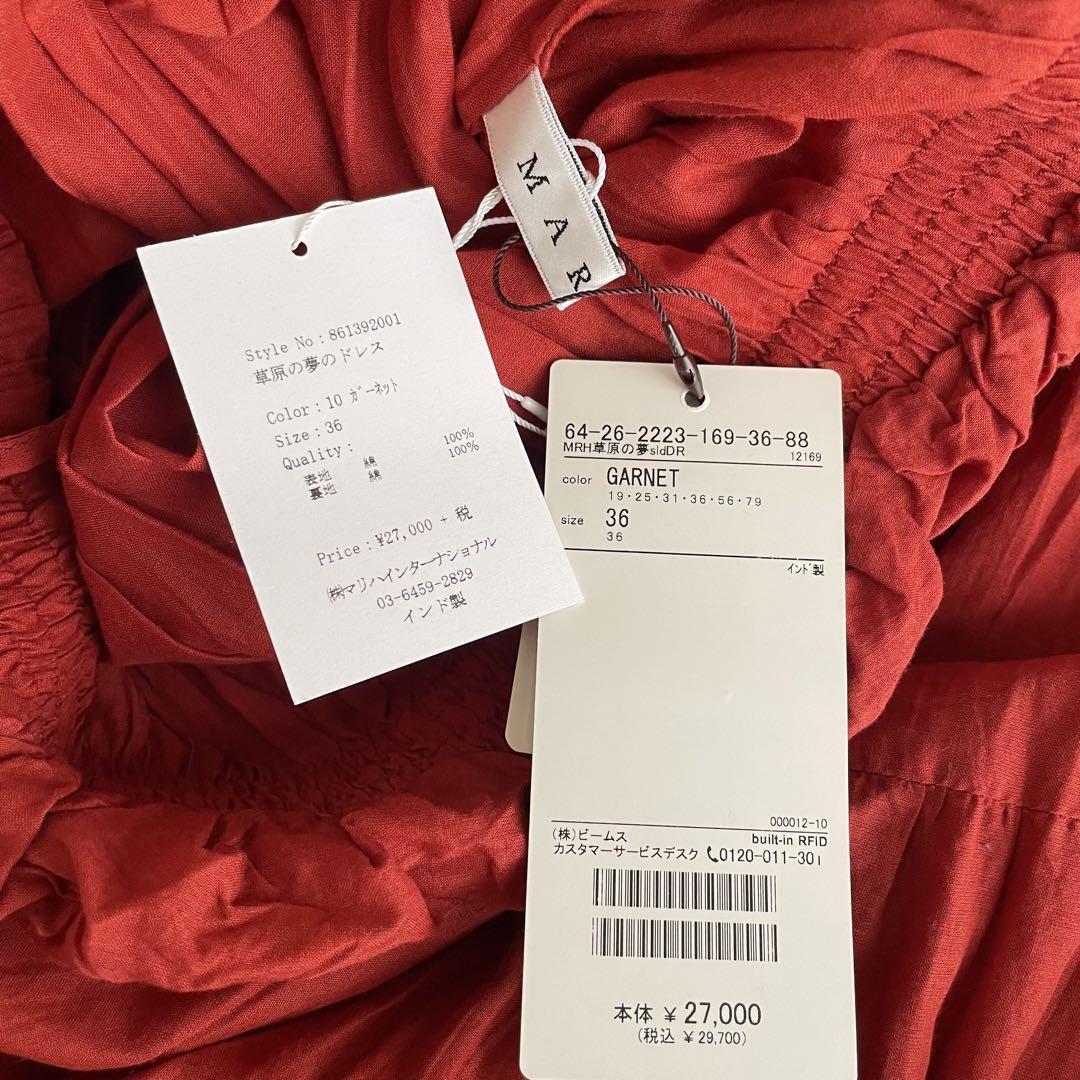 MAR
Style No : 861392001
草原の夢のドレス
Color : 10 ガーネット
Size : 36
Quality :
表地 綿 100%
裏地 綿 100%
Price : ¥27,000 + 税
㈱マリハインターナショナル
03-6459-2829
インド製
64-26-2223-169-36-88
MRH草原の夢sldDR 12169
color GARNET
19・25・31・36・56・79
size 36
36
インド製
000012-10
(株)ビームス built-in RFID
カスタマーサービスデスク 0120-011-301
本体 ¥ 27,000
(税込 ¥ 29,700)